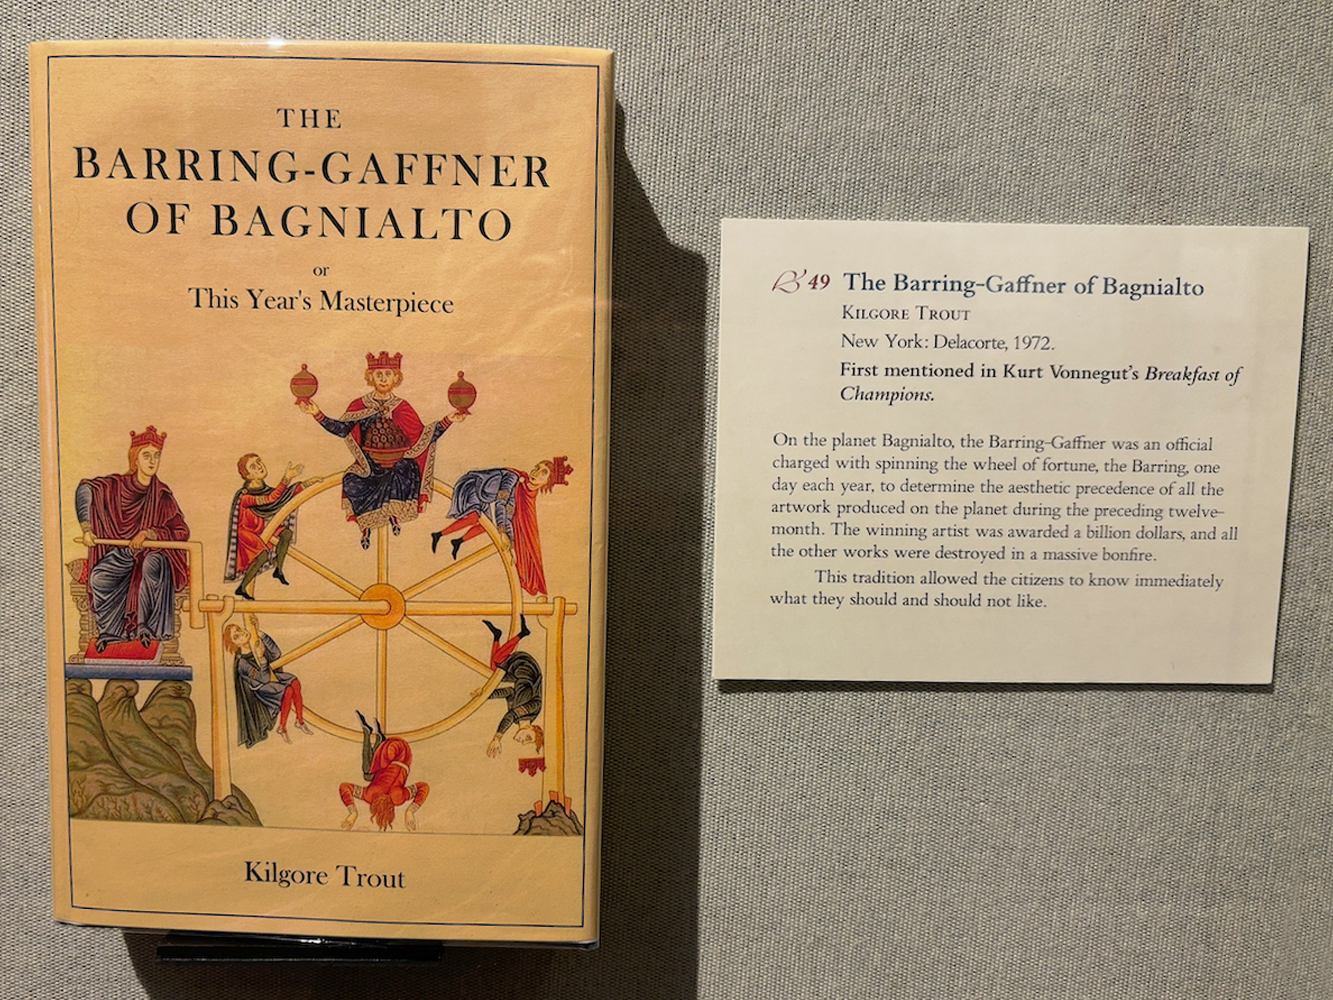 THE
BARRING-GAFFNER
OF BAGNIALTO
or
This Year's Masterpiece
Kilgore Trout
49 The Barring-Gaffner of Bagnialto
KILGORE TROUT
New York: Delacorte, 1972.
First mentioned in Kurt Vonnegut's Breakfast of
Champions.
On the planet Bagnialto, the Barring-Gaffner was an official
charged with spinning the wheel of fortune, the Barring, one
day each year, to determine the aesthetic precedence of all the
artwork produced on the planet during the preceding twelve-
month. The winning artist was awarded a billion dollars, and all
the other works were destroyed in a massive bonfire.
This tradition allowed the citizens to know immediately
what they should and should not like.